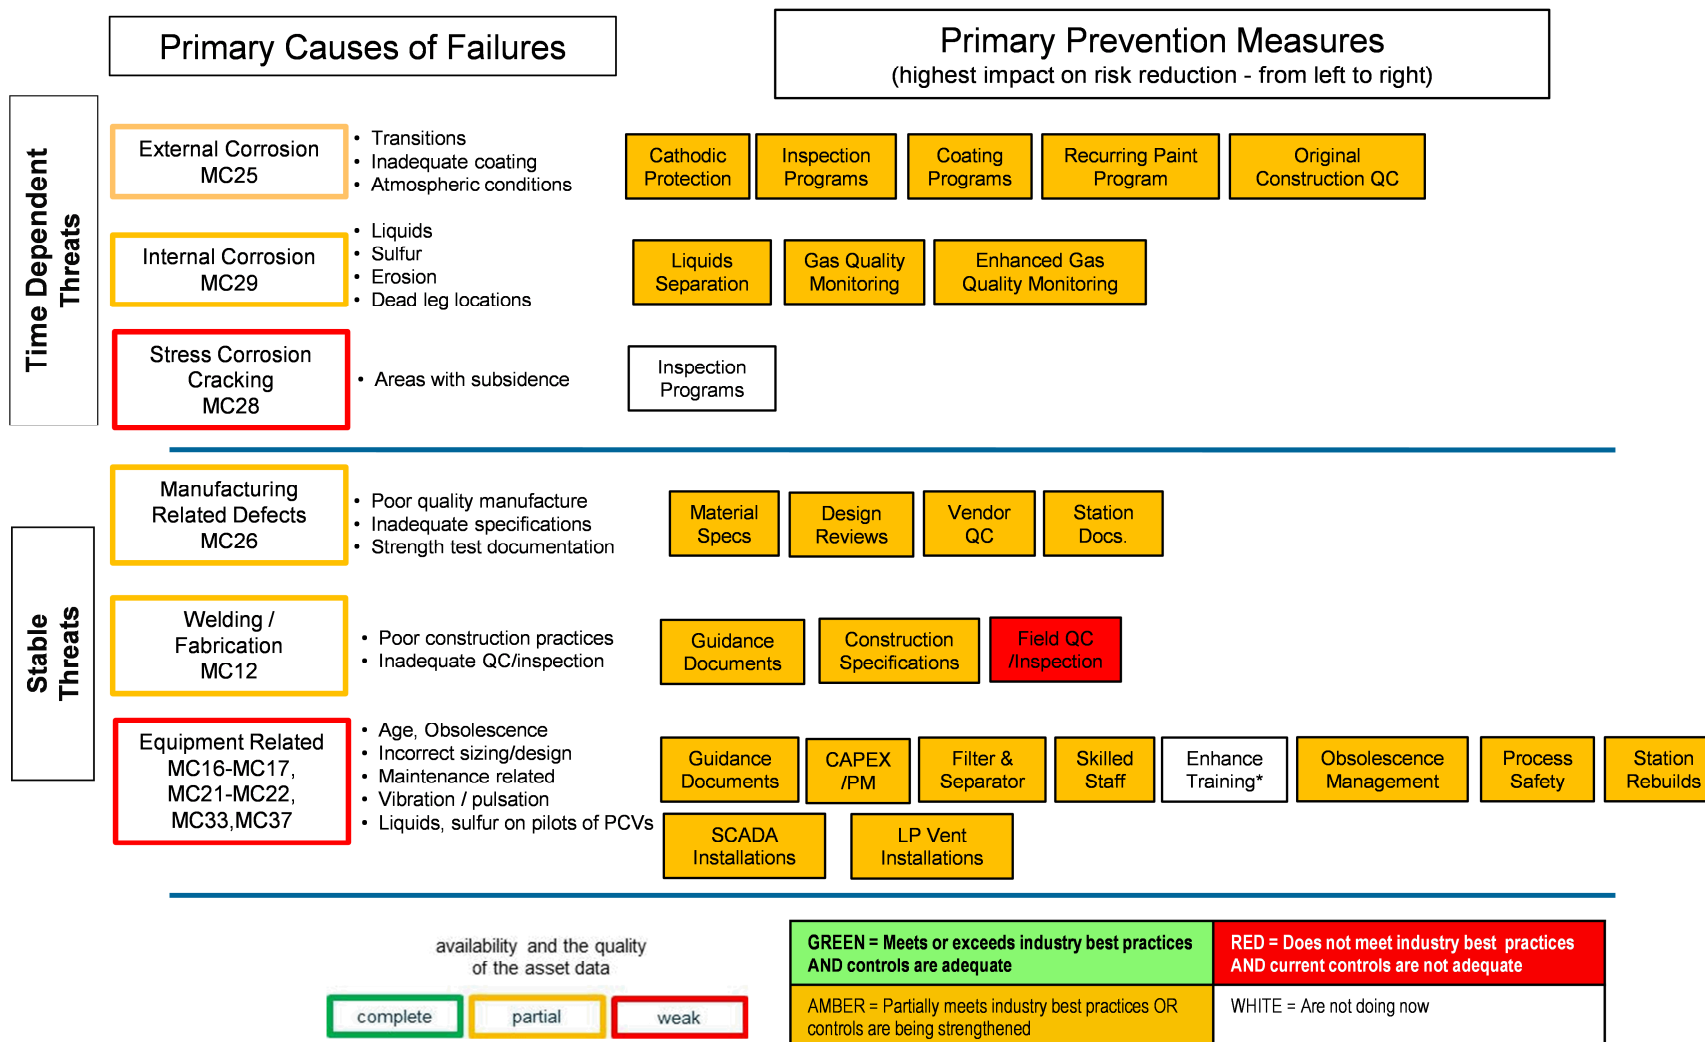 Primary Causes of Failures
Primary Prevention Measures
(highest impact on risk reduction - from left to right)
Time Dependent
Threats
External Corrosion
MC25
• Transitions
• Inadequate coating
• Atmospheric conditions
Cathodic
Protection
Inspection
Programs
Coating
Programs
Recurring Paint
Program
Original
Construction QC
Internal Corrosion
MC29
• Liquids
• Sulfur
• Erosion
• Dead leg locations
Liquids
Separation
Gas Quality
Monitoring
Enhanced Gas
Quality Monitoring
Stress Corrosion
Cracking
MC28
• Areas with subsidence
Inspection
Programs
Stable
Threats
Manufacturing
Related Defects
MC26
• Poor quality manufacture
• Inadequate specifications
• Strength test documentation
Material
Specs
Design
Reviews
Vendor
QC
Station
Docs.
Welding /
Fabrication
MC12
• Poor construction practices
• Inadequate QC/inspection
Guidance
Documents
Construction
Specifications
Field QC
/Inspection
Equipment Related
MC16-MC17,
MC21-MC22,
MC33,MC37
• Age, Obsolescence
• Incorrect sizing/design
• Maintenance related
• Vibration / pulsation
• Liquids, sulfur on pilots of PCVs
Guidance
Documents
CAPEX
/PM
Filter &
Separator
Skilled
Staff
Enhance
Training*
Obsolescence
Management
Process
Safety
Station
Rebuilds
SCADA
Installations
LP Vent
Installations
availability and the quality
of the asset data
complete
partial
weak
GREEN = Meets or exceeds industry best practices
AND controls are adequate
RED = Does not meet industry best practices
AND current controls are not adequate
AMBER = Partially meets industry best practices OR
controls are being strengthened
WHITE = Are not doing now